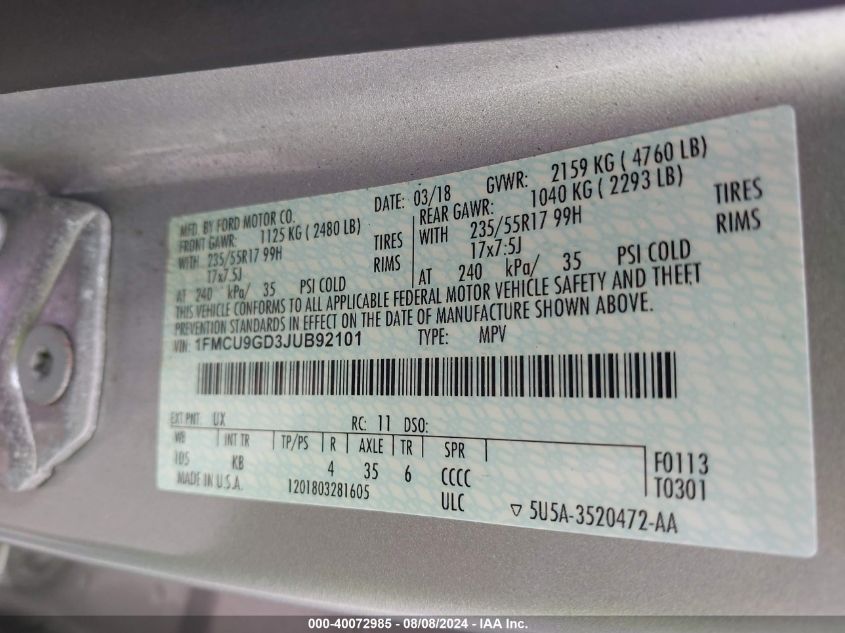 MFD. BY FORD MOTOR CO.
DATE: 03/18
GVWR: 2159 KG ( 4760 LB)
FRONT GAWR: 1125 KG ( 2480 LB)
WITH 235/55R17 99H TIRES
17x7.5J RIMS
AT 240 kPa/ 35 PSI COLD
REAR GAWR: 1040 KG ( 2293 LB)
WITH 235/55R17 99H TIRES
17x7.5J RIMS
AT 240 kPa/ 35 PSI COLD
THIS VEHICLE CONFORMS TO ALL APPLICABLE FEDERAL MOTOR VEHICLE SAFETY AND THEFT
PREVENTION STANDARDS IN EFFECT ON THE DATE OF MANUFACTURE SHOWN ABOVE.
VIN: 1FMCU9GD3JUB92101 TYPE: MPV
EXT PNT: UX RC: 11 DSO:
WB INT TR TP/PS R AXLE TR SPR
105 KB 4 35 6 CCCC F0113
MADE IN U.S.A. 1201803281605 ULC T0301
▽ 5U5A-3520472-AA
000-40072985 - 08/08/2024 - IAA Inc.